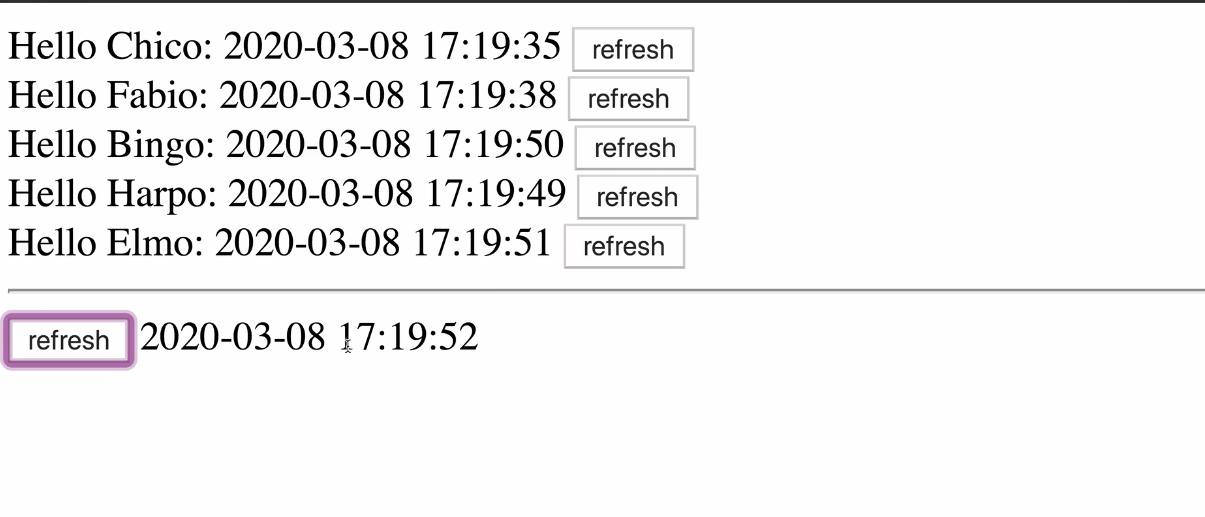 Hello Chico: 2020-03-08 17:19:35 refresh
Hello Fabio: 2020-03-08 17:19:38 refresh
Hello Bingo: 2020-03-08 17:19:50 refresh
Hello Harpo: 2020-03-08 17:19:49 refresh
Hello Elmo: 2020-03-08 17:19:51 refresh
refresh 2020-03-08 17:19:52